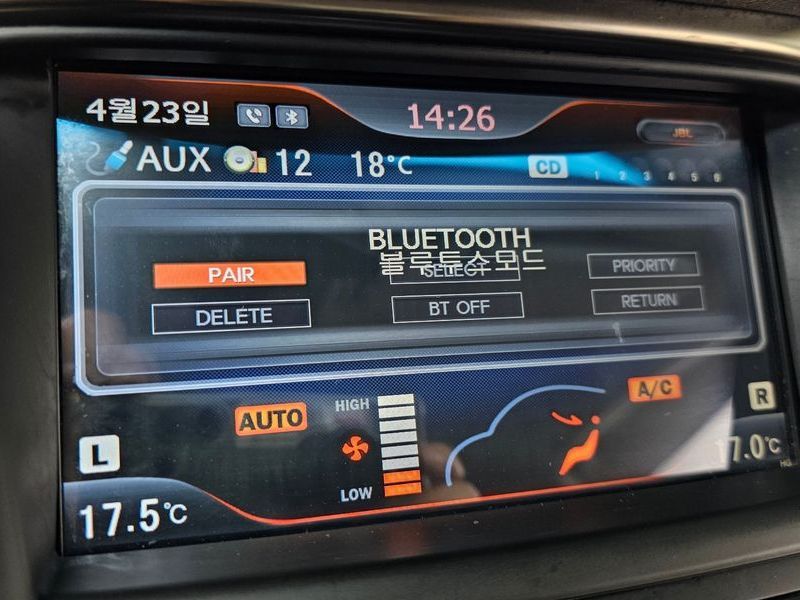 4월23일 14:26 JBL
AUX 12 18°C CD 1 2 3 4 5 6
BLUETOOTH
블루투스모드
PAIR SELECT PRIORITY
DELETE BT OFF RETURN
AUTO HIGH A/C
L R
LOW
17.5°C 17.0°C